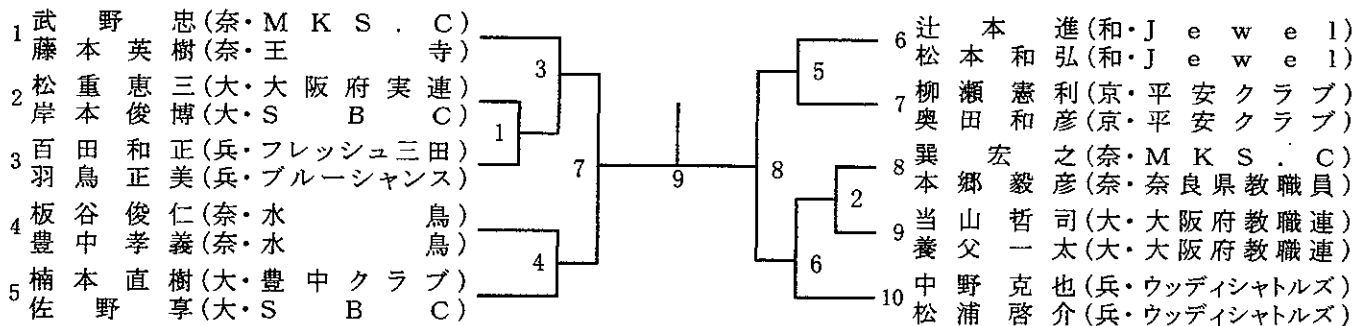 1 武野忠(奈・MKS.C)
藤本英樹(奈・王寺)
2 松重恵三(大・大阪府実連)
岸本俊博(大・SBC)
3 百田和正(兵・フレッシュ三田)
羽鳥正美(兵・ブルーシャンス)
4 板谷俊仁(奈・水鳥)
豊中孝義(奈・水鳥)
5 楠本直樹(大・豊中クラブ)
佐野享(大・SBC)
3
1
7
4
9
5
8
2
6
6 辻本進(和・Jewel)
松本和弘(和・Jewel)
7 柳瀬憲利(京・平安クラブ)
奥田和彦(京・平安クラブ)
8 巽宏之(奈・MKS.C)
本郷毅彦(奈・奈良県教職員)
9 当山哲司(大・大阪府教職連)
養父一太(大・大阪府教職連)
10 中野克也(兵・ウッディシャトルズ)
松浦啓介(兵・ウッディシャトルズ)